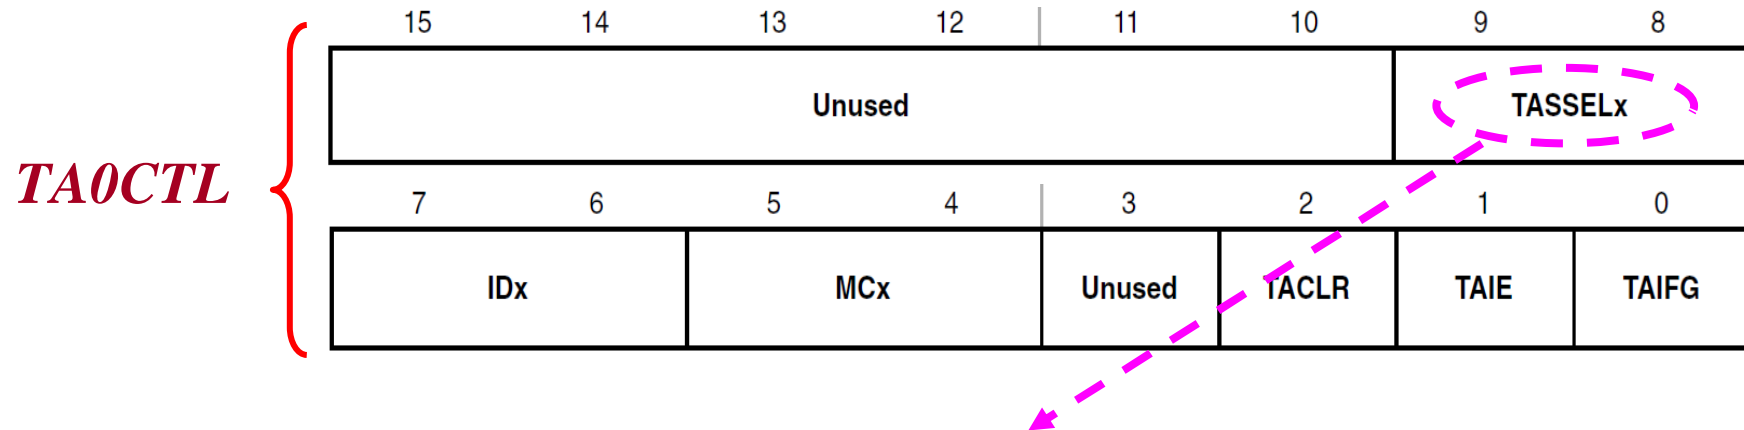 15 14 13 12 11 10 9 8
Unused TASSELx
TA0CTL
7 6 5 4 3 2 1 0
IDx MCx Unused TACLR TAIE TAIFG